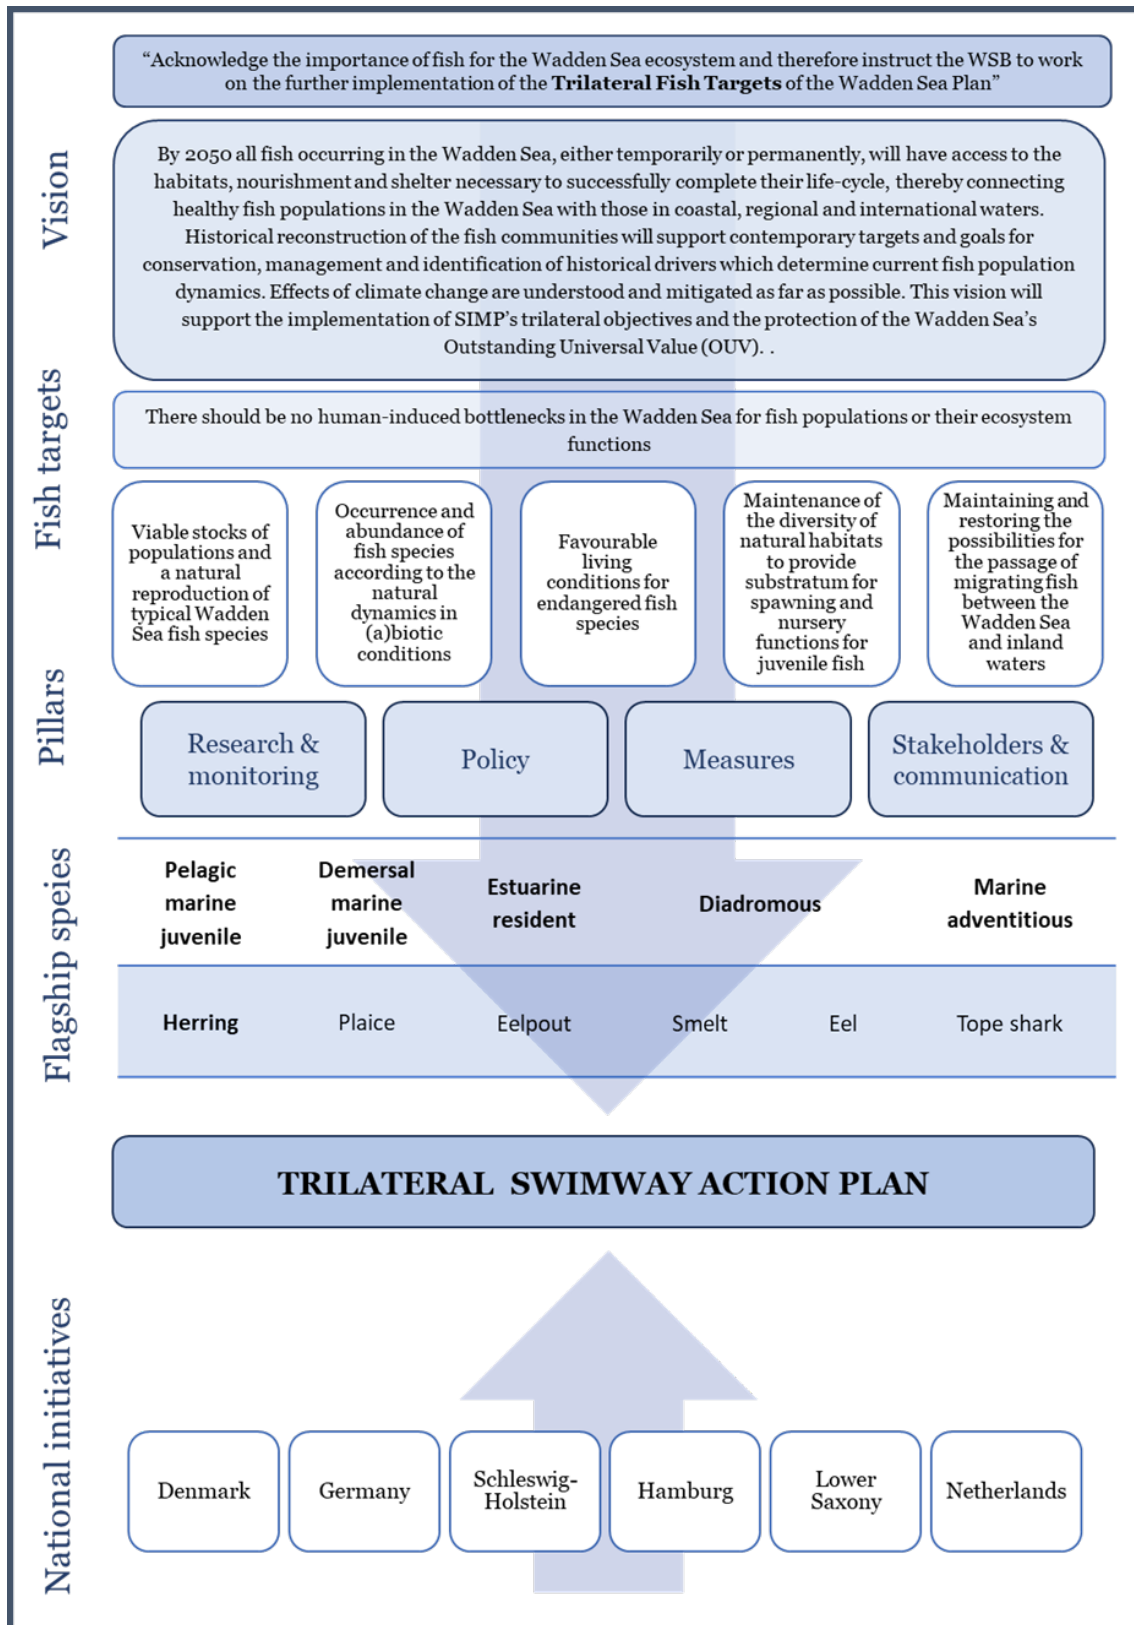 “Acknowledge the importance of fish for the Wadden Sea ecosystem and therefore instruct the WSB to work
on the further implementation of the Trilateral Fish Targets of the Wadden Sea Plan”
Vision
By 2050 all fish occurring in the Wadden Sea, either temporarily or permanently, will have access to the
habitats, nourishment and shelter necessary to successfully complete their life-cycle, thereby connecting
healthy fish populations in the Wadden Sea with those in coastal, regional and international waters.
Historical reconstruction of the fish communities will support contemporary targets and goals for
conservation, management and identification of historical drivers which determine current fish population
dynamics. Effects of climate change are understood and mitigated as far as possible. This vision will
support the implementation of SIMP’s trilateral objectives and the protection of the Wadden Sea’s
Outstanding Universal Value (OUV). .
Fish targets
There should be no human-induced bottlenecks in the Wadden Sea for fish populations or their ecosystem
functions
Viable stocks of
populations and
a natural
reproduction of
typical Wadden
Sea fish species
Occurrence and
abundance of
fish species
according to the
natural
dynamics in
(a)biotic
conditions
Favourable
living
conditions for
endangered fish
species
Maintenance of
the diversity of
natural habitats
to provide
substratum for
spawning and
nursery
functions for
juvenile fish
Maintaining and
restoring the
possibilities for
the passage of
migrating fish
between the
Wadden Sea
and inland
waters
Pillars
Research &
monitoring
Policy
Measures
Stakeholders &
communication
Flagship speies
Pelagic
marine
juvenile
Demersal
marine
juvenile
Estuarine
resident
Diadromous
Marine
adventitious
Herring
Plaice
Eelpout
Smelt
Eel
Tope shark
TRILATERAL SWIMWAY ACTION PLAN
National initiatives
Denmark
Germany
Schleswig-
Holstein
Hamburg
Lower
Saxony
Netherlands